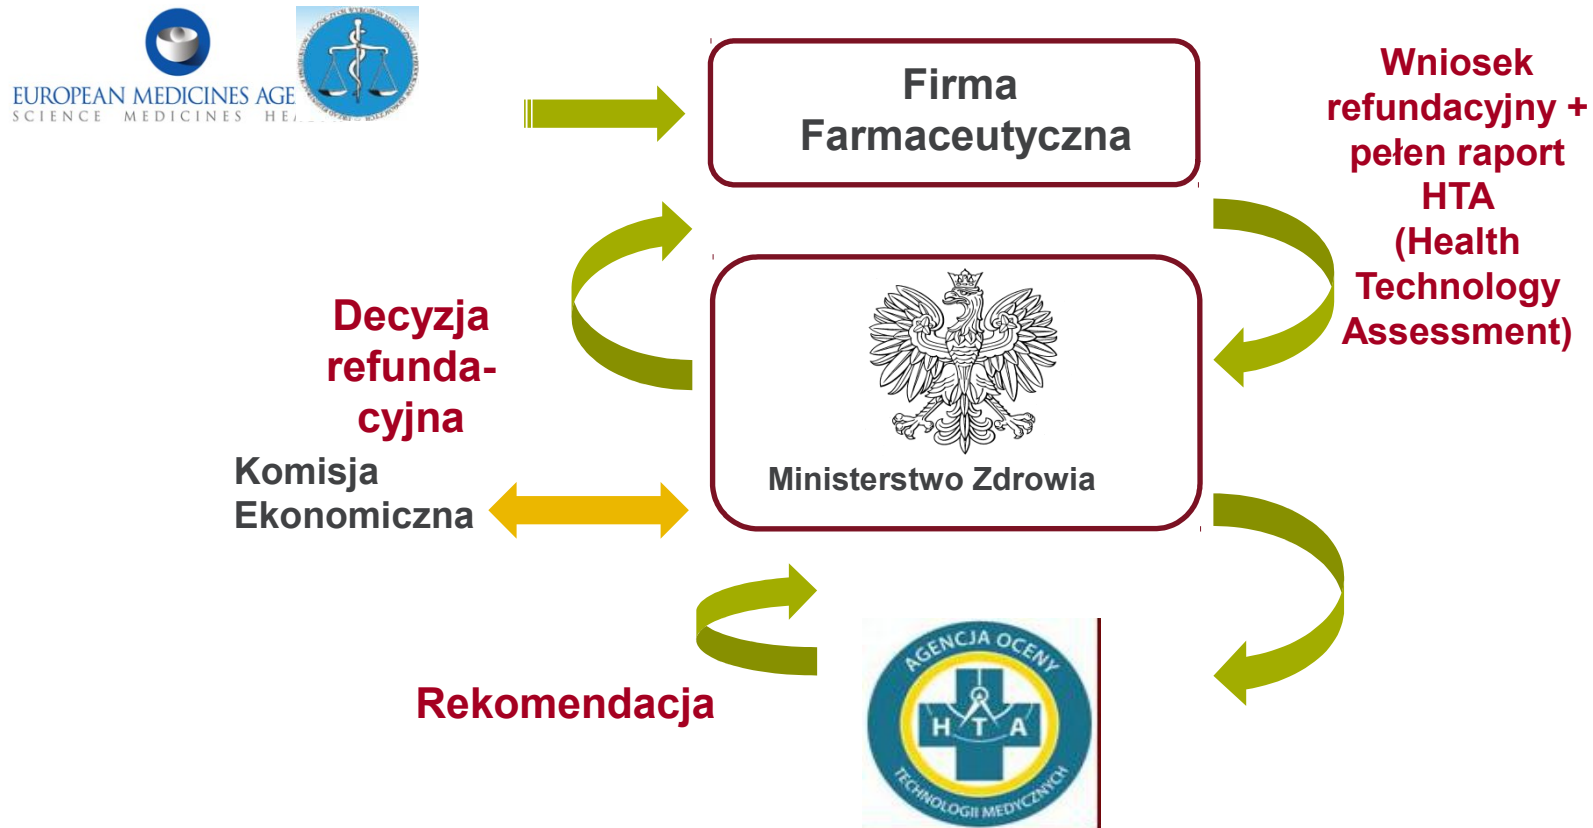 EUROPEAN MEDICINES AGE
SCIENCE MEDICINES HE
Firma
Farmaceutyczna
Wniosek
refundacyjny +
pełen raport
HTA
(Health
Technology
Assessment)
Decyzja
refunda-
cyjna
Komisja
Ekonomiczna
Ministerstwo Zdrowia
Rekomendacja
AGENCJA OCENY
HTA
TECHNOLOGII MEDYCZNYCH